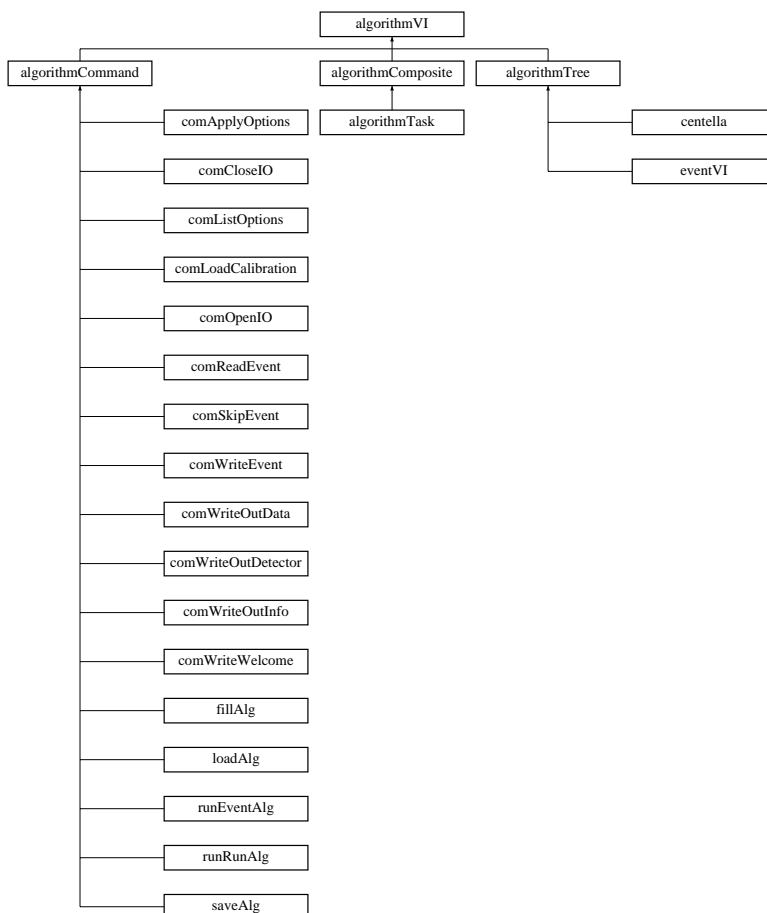 algorithmVI
algorithmCommand
algorithmComposite
algorithmTree
comApplyOptions
algorithmTask
centella
comCloseIO
eventVI
comListOptions
comLoadCalibration
comOpenIO
comReadEvent
comSkipEvent
comWriteEvent
comWriteOutData
comWriteOutDetector
comWriteOutInfo
comWriteWelcome
fillAlg
loadAlg
runEventAlg
runRunAlg
saveAlg